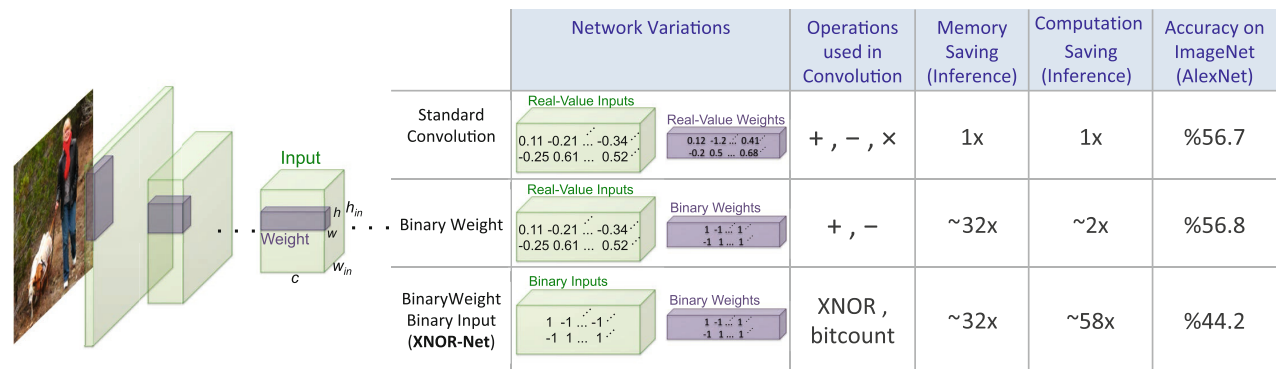 Network Variations
Operations
used in
Convolution
Memory
Saving
(Inference)
Computation
Saving
(Inference)
Accuracy on
ImageNet
(AlexNet)
Input
Weight
h
w
h_in
w_in
c
Standard
Convolution
Real-Value Inputs
0.11 -0.21 ... -0.34
-0.25 0.61 ... 0.52
Real-Value Weights
0.12 -1.2 ... 0.41
-0.2 0.5 ... 0.68
+ , − , ×
1x
1x
%56.7
Binary Weight
Real-Value Inputs
0.11 -0.21 ... -0.34
-0.25 0.61 ... 0.52
Binary Weights
1 -1 ... 1
-1 1 ... 1
+ , −
~32x
~2x
%56.8
BinaryWeight
Binary Input
(XNOR-Net)
Binary Inputs
1 -1 ... -1
-1 1 ... 1
Binary Weights
1 -1 ... 1
-1 1 ... 1
XNOR ,
bitcount
~32x
~58x
%44.2